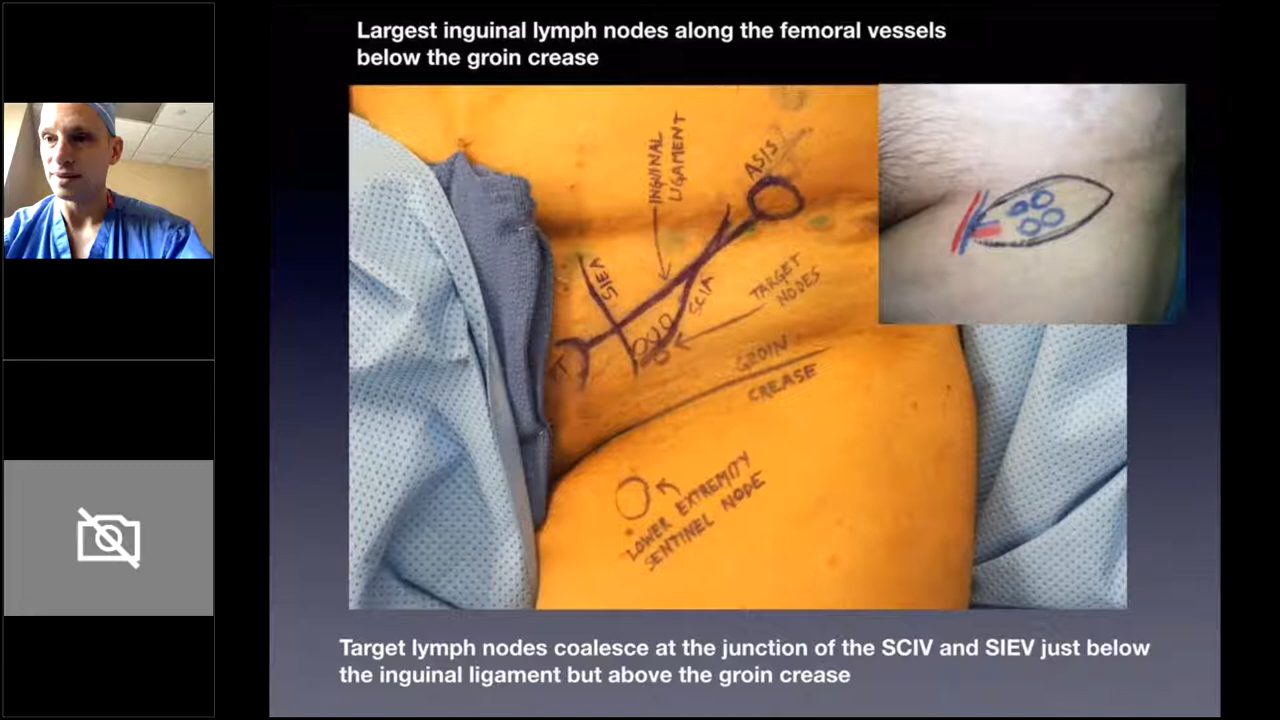 Largest inguinal lymph nodes along the femoral vessels
below the groin crease
INGUINAL
LIGAMENT
ASIS
SIEA
SCIA
TARGET
NODES
GROIN
CREASE
LOWER EXTREMITY
SENTINEL NODE
Target lymph nodes coalesce at the junction of the SCIV and SIEV just below
the inguinal ligament but above the groin crease